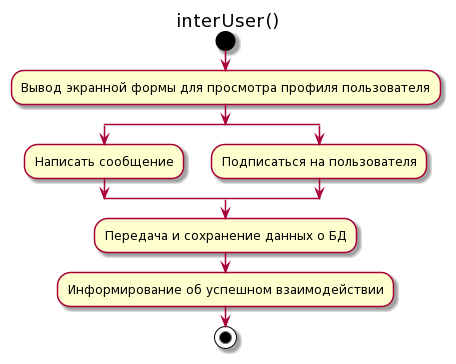 interUser()
Вывод экранной формы для просмотра профиля пользователя
Написать сообщение
Подписаться на пользователя
Передача и сохранение данных о БД
Информирование об успешном взаимодействии